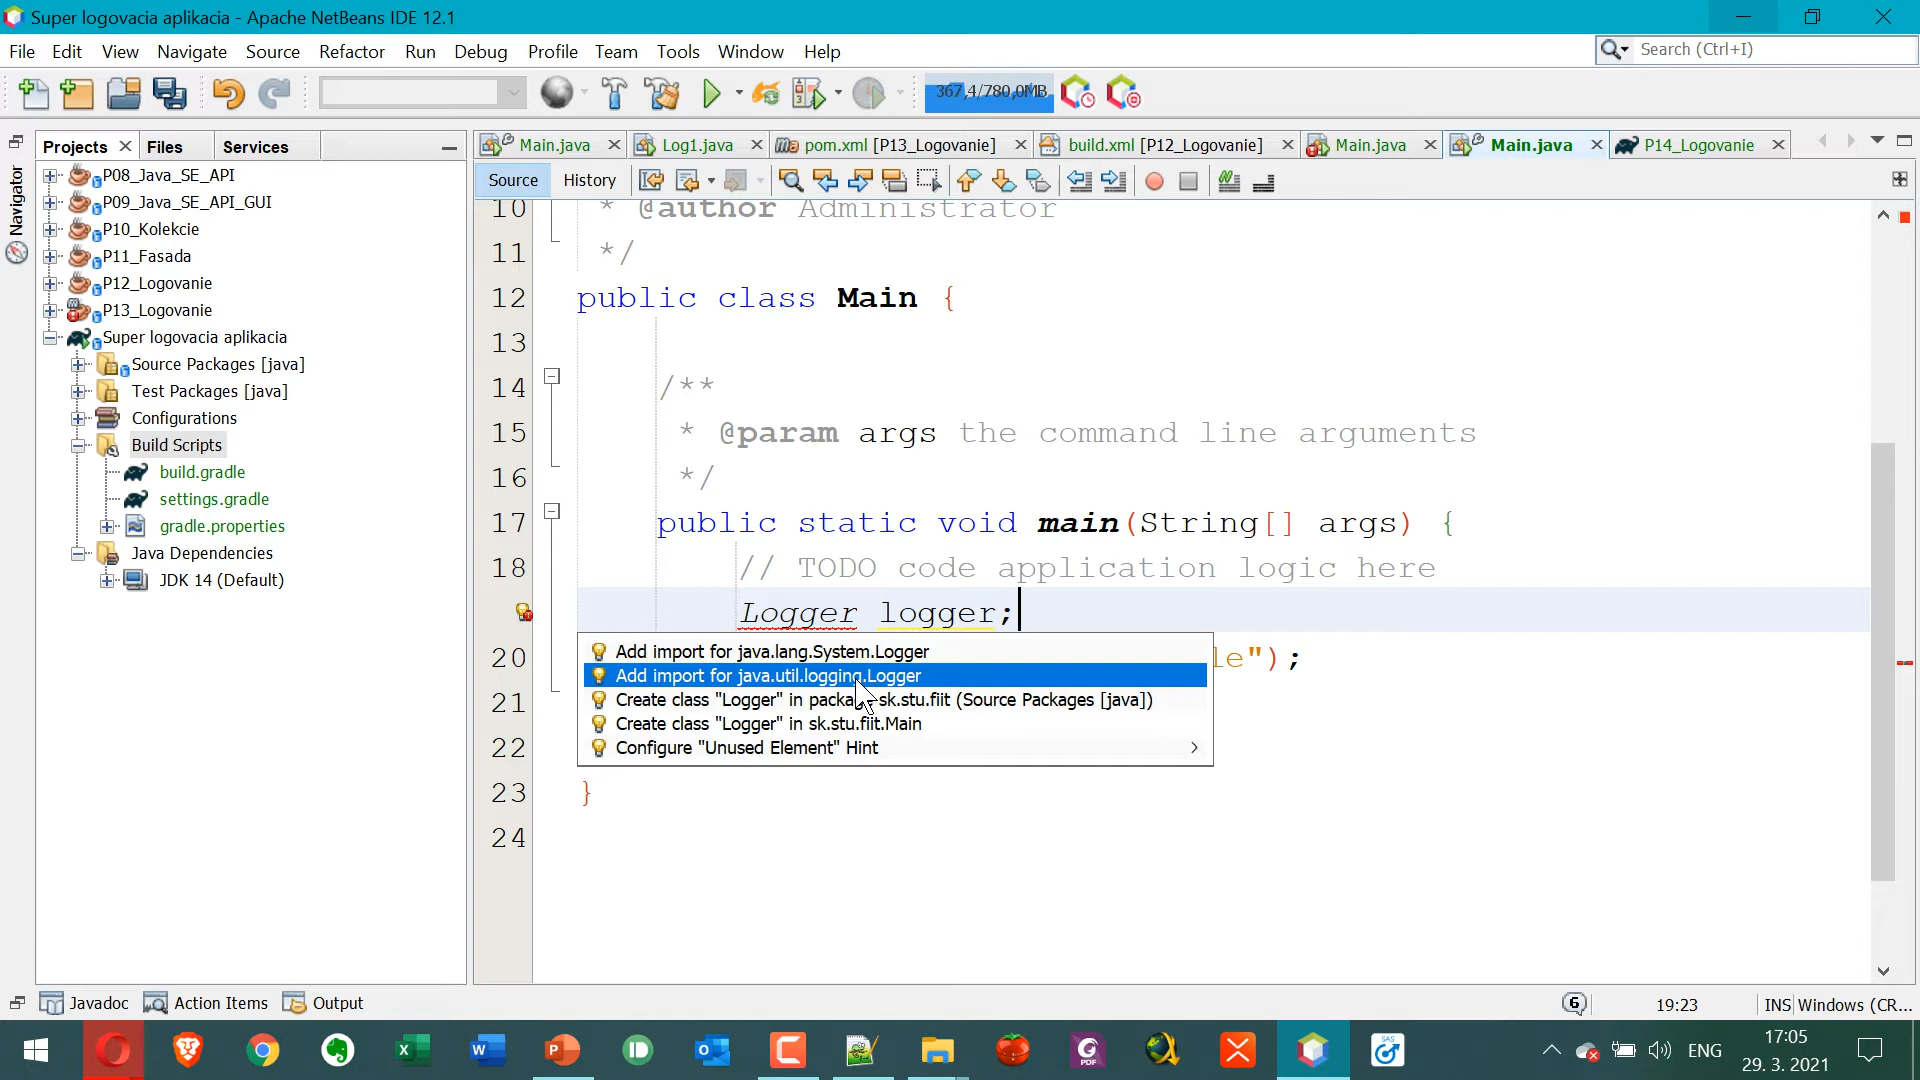 Super logovacia aplikacia - Apache NetBeans IDE 12.1
File Edit View Navigate Source Refactor Run Debug Profile Team Tools Window Help
Search (Ctrl+I)
367,4/780,0MB
Projects Files Services
Main.java Log1.java pom.xml [P13_Logovanie] build.xml [P12_Logovanie] Main.java Main.java P14_Logovanie
Navigator
Source History
P08_Java_SE_API
P09_Java_SE_API_GUI
P10_Kolekcie
P11_Fasada
P12_Logovanie
P13_Logovanie
Super logovacia aplikacia
Source Packages [java]
Test Packages [java]
Configurations
Build Scripts
build.gradle
settings.gradle
gradle.properties
Java Dependencies
JDK 14 (Default)
10 * @author Administrator
11 */
12 public class Main {
13
14 /**
15 * @param args the command line arguments
16 */
17 public static void main(String[] args) {
18 // TODO code application logic here
Logger logger;
20 le");
21
22
23 }
24
Add import for java.lang.System.Logger
Add import for java.util.logging.Logger
Create class "Logger" in package sk.stu.fiit (Source Packages [java])
Create class "Logger" in sk.stu.fiit.Main
Configure "Unused Element" Hint
Javadoc Action Items Output
6 19:23 INS Windows (CR...
ENG
17:05
29. 3. 2021